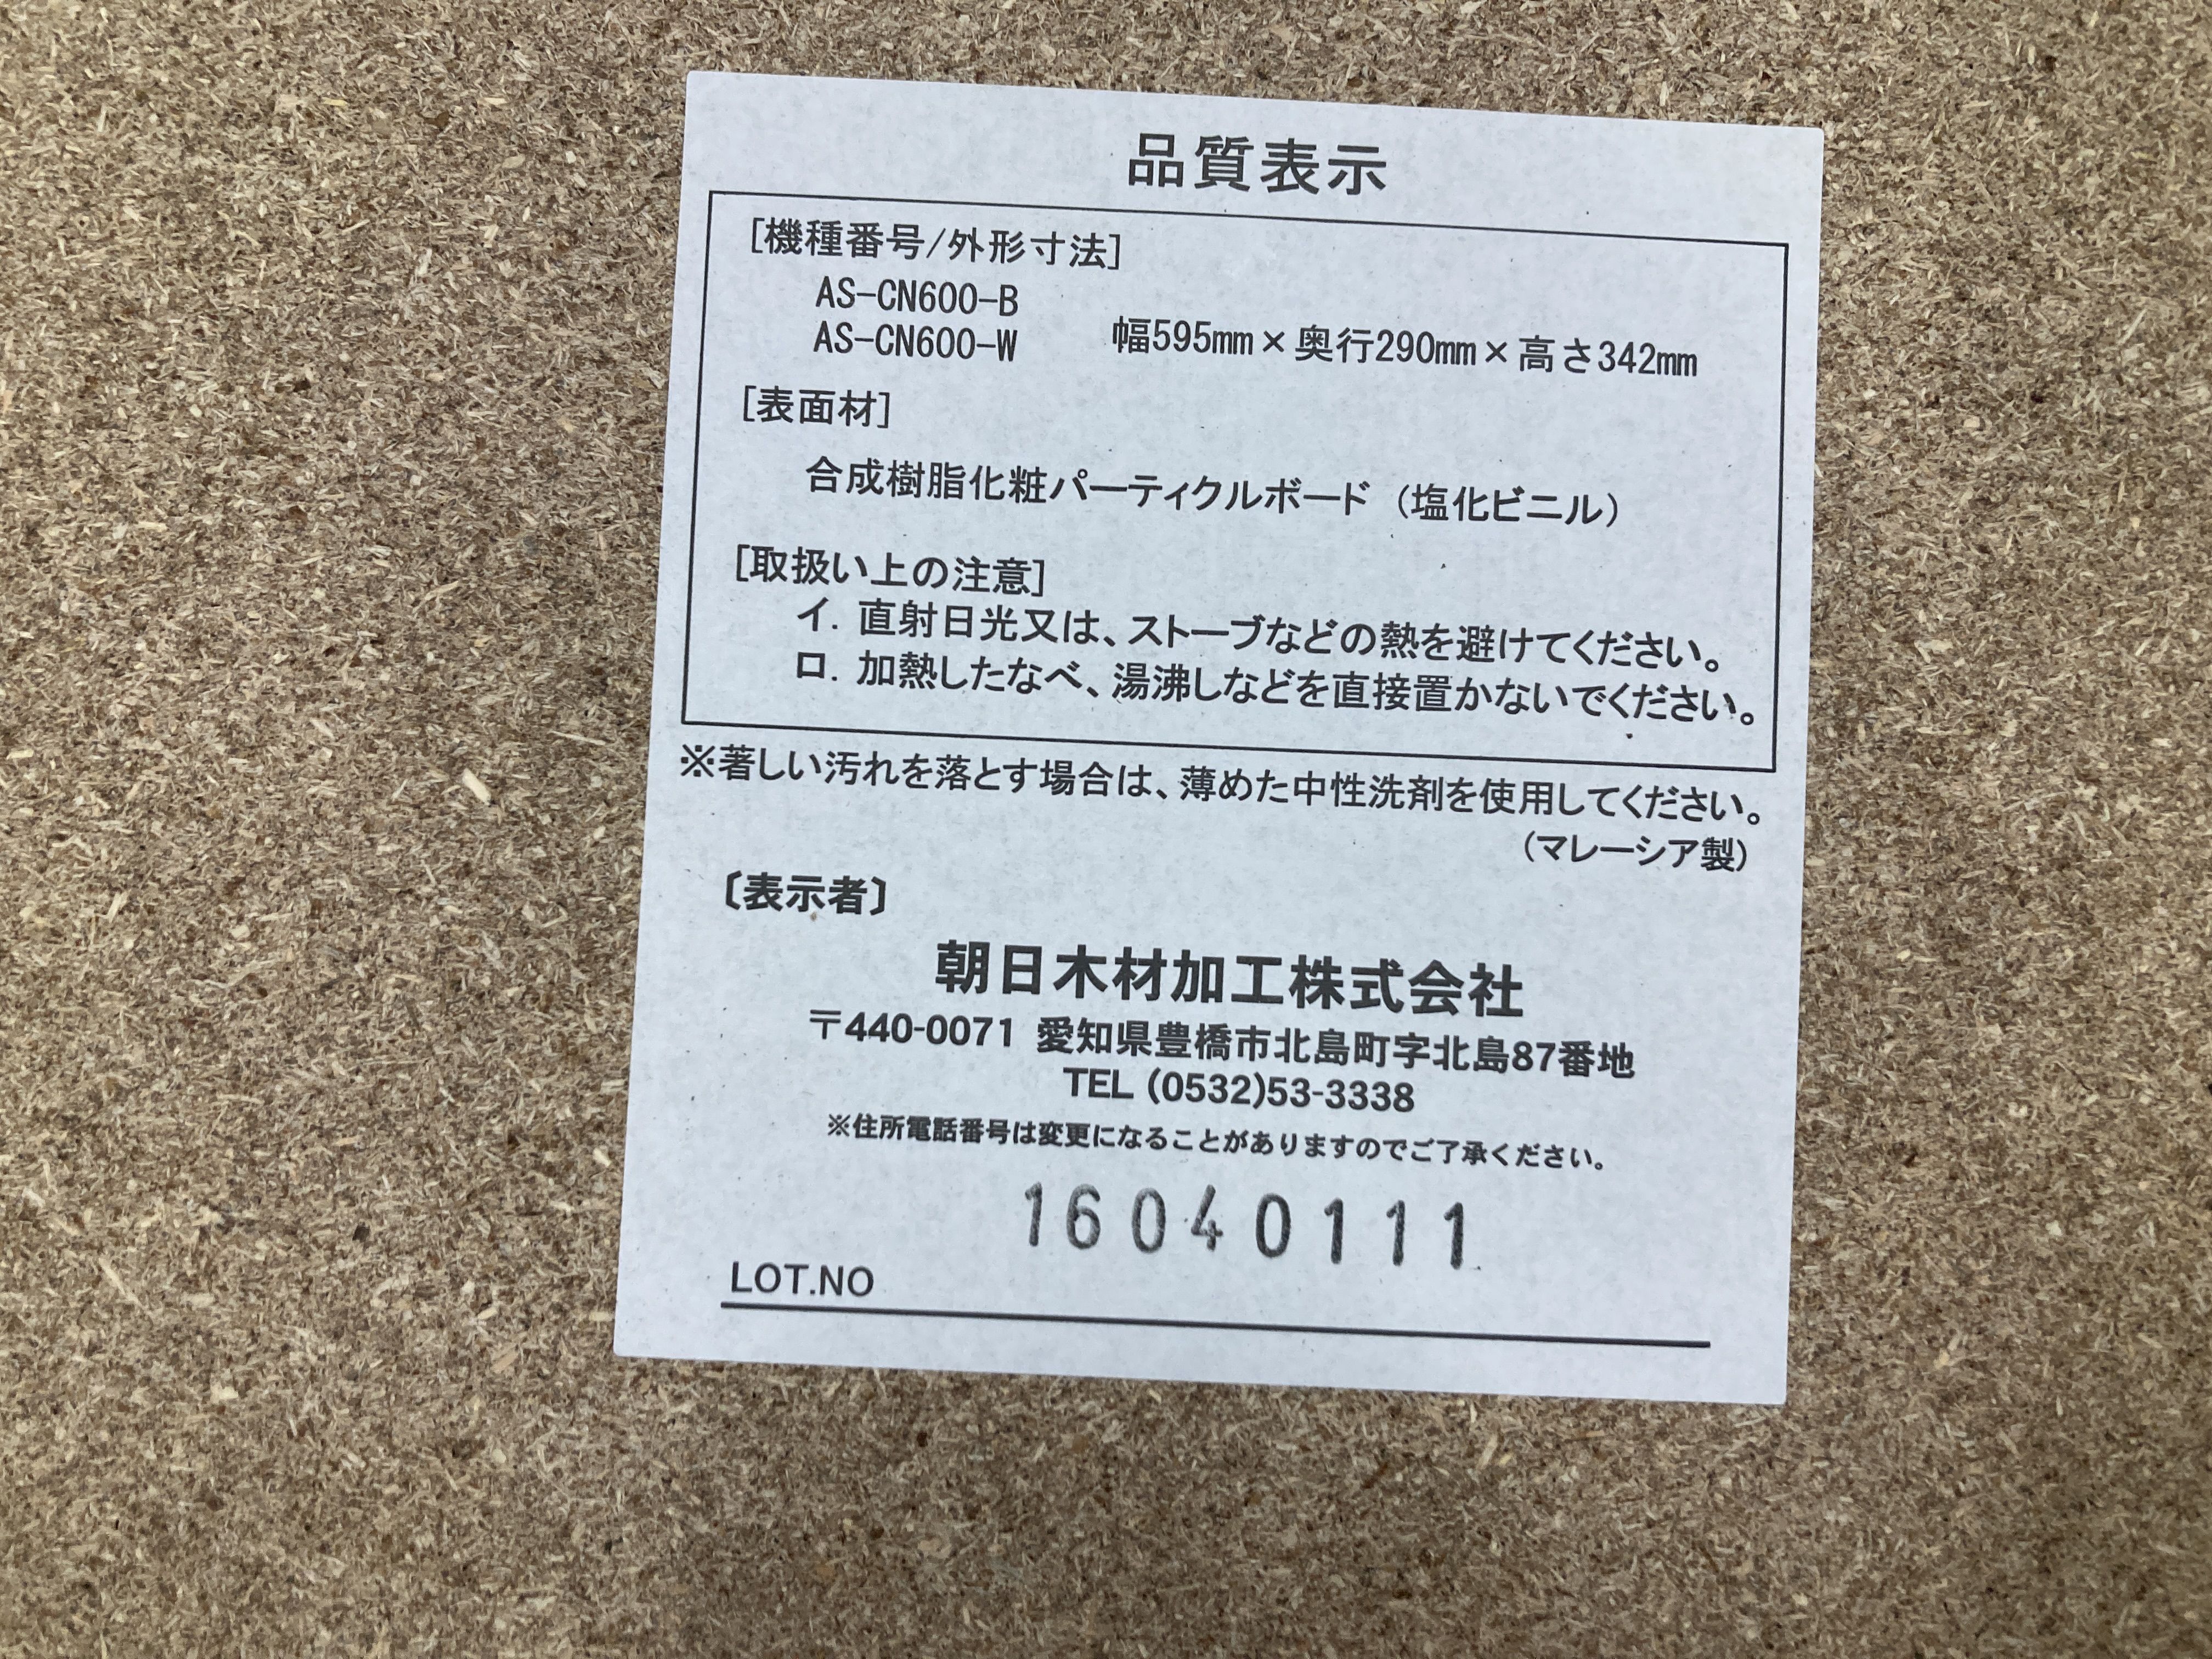 品質表示
[機種番号/外形寸法]
AS-CN600-B
AS-CN600-W 幅595mm×奥行290mm×高さ342mm
[表面材]
合成樹脂化粧パーティクルボード（塩化ビニル）
[取扱い上の注意]
イ. 直射日光又は、ストーブなどの熱を避けてください。
ロ. 加熱したなべ、湯沸しなどを直接置かないでください。
※著しい汚れを落とす場合は、薄めた中性洗剤を使用してください。
(マレーシア製)
〔表示者〕
朝日木材加工株式会社
〒440-0071 愛知県豊橋市北島町字北島87番地
TEL (0532)53-3338
※住所電話番号は変更になることがありますのでご了承ください。
16040111
LOT.NO